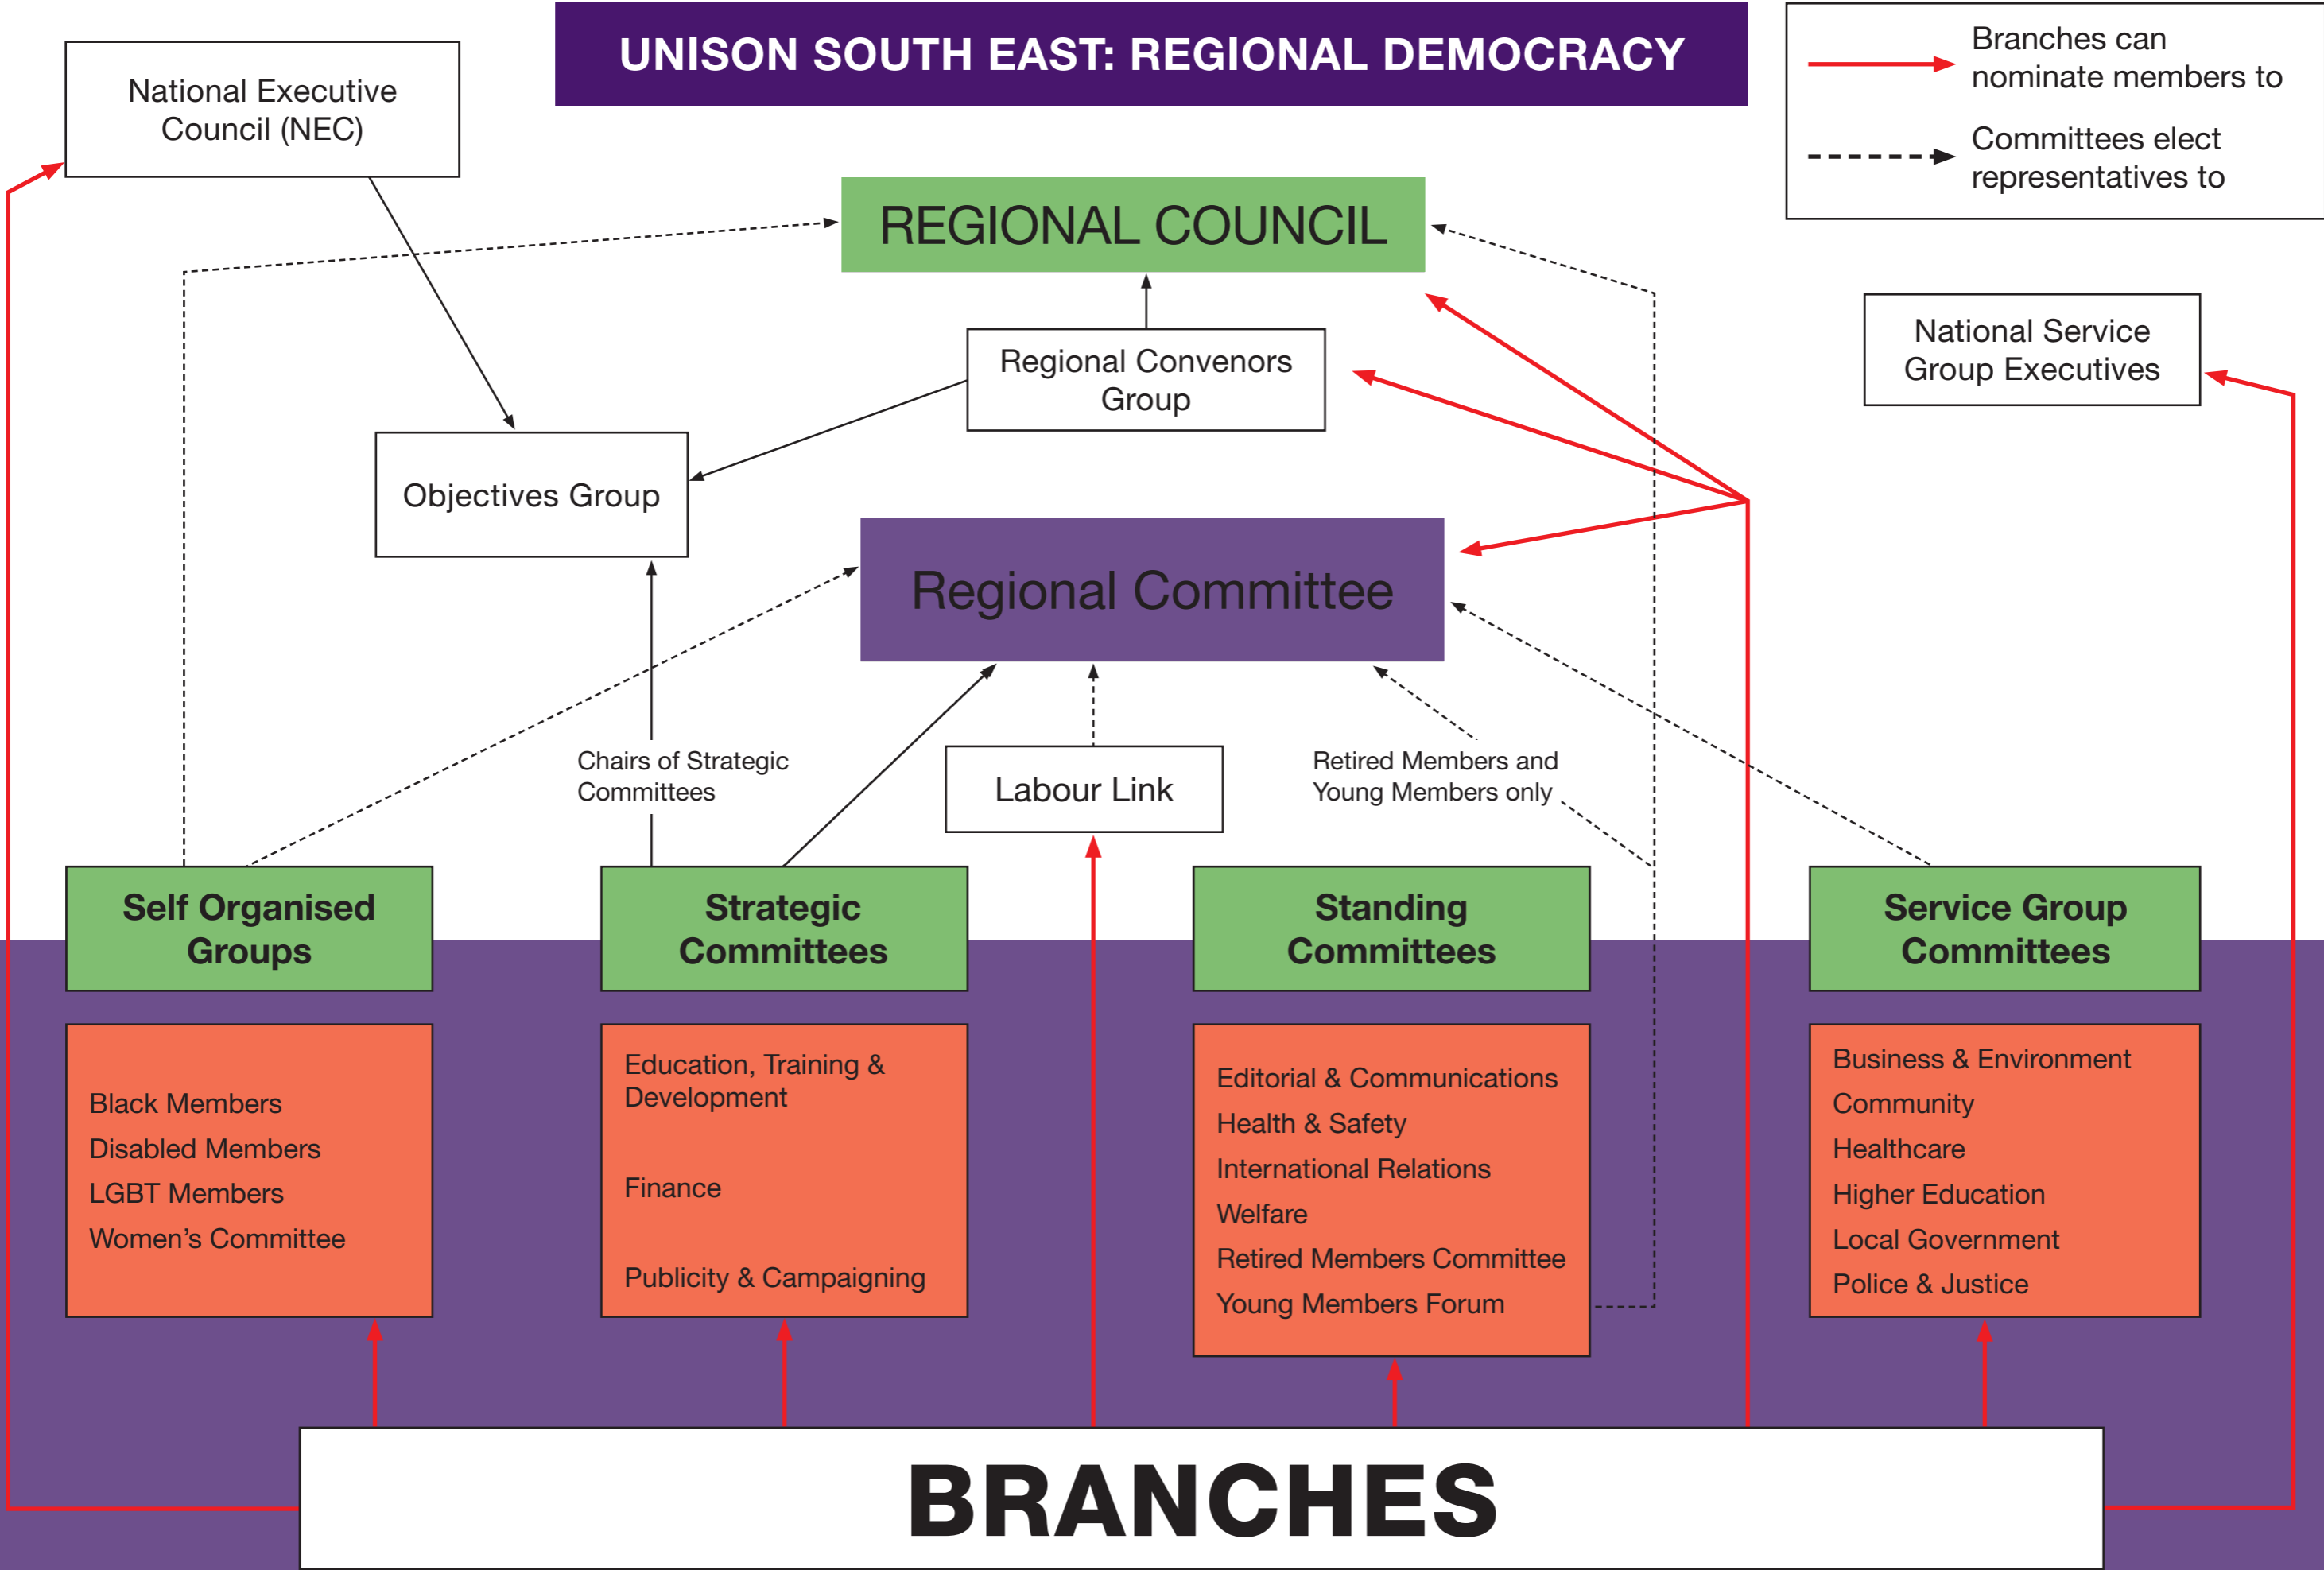 UNISON SOUTH EAST: REGIONAL DEMOCRACY
Branches can
nominate members to
Committees elect
representatives to
National Executive
Council (NEC)
REGIONAL COUNCIL
Regional Convenors
Group
National Service
Group Executives
Objectives Group
Regional Committee
Chairs of Strategic
Committees
Labour Link
Retired Members and
Young Members only
Self Organised
Groups
Strategic
Committees
Standing
Committees
Service Group
Committees
Black Members
Disabled Members
LGBT Members
Women’s Committee
Education, Training &
Development
Finance
Publicity & Campaigning
Editorial & Communications
Health & Safety
International Relations
Welfare
Retired Members Committee
Young Members Forum
Business & Environment
Community
Healthcare
Higher Education
Local Government
Police & Justice
BRANCHES